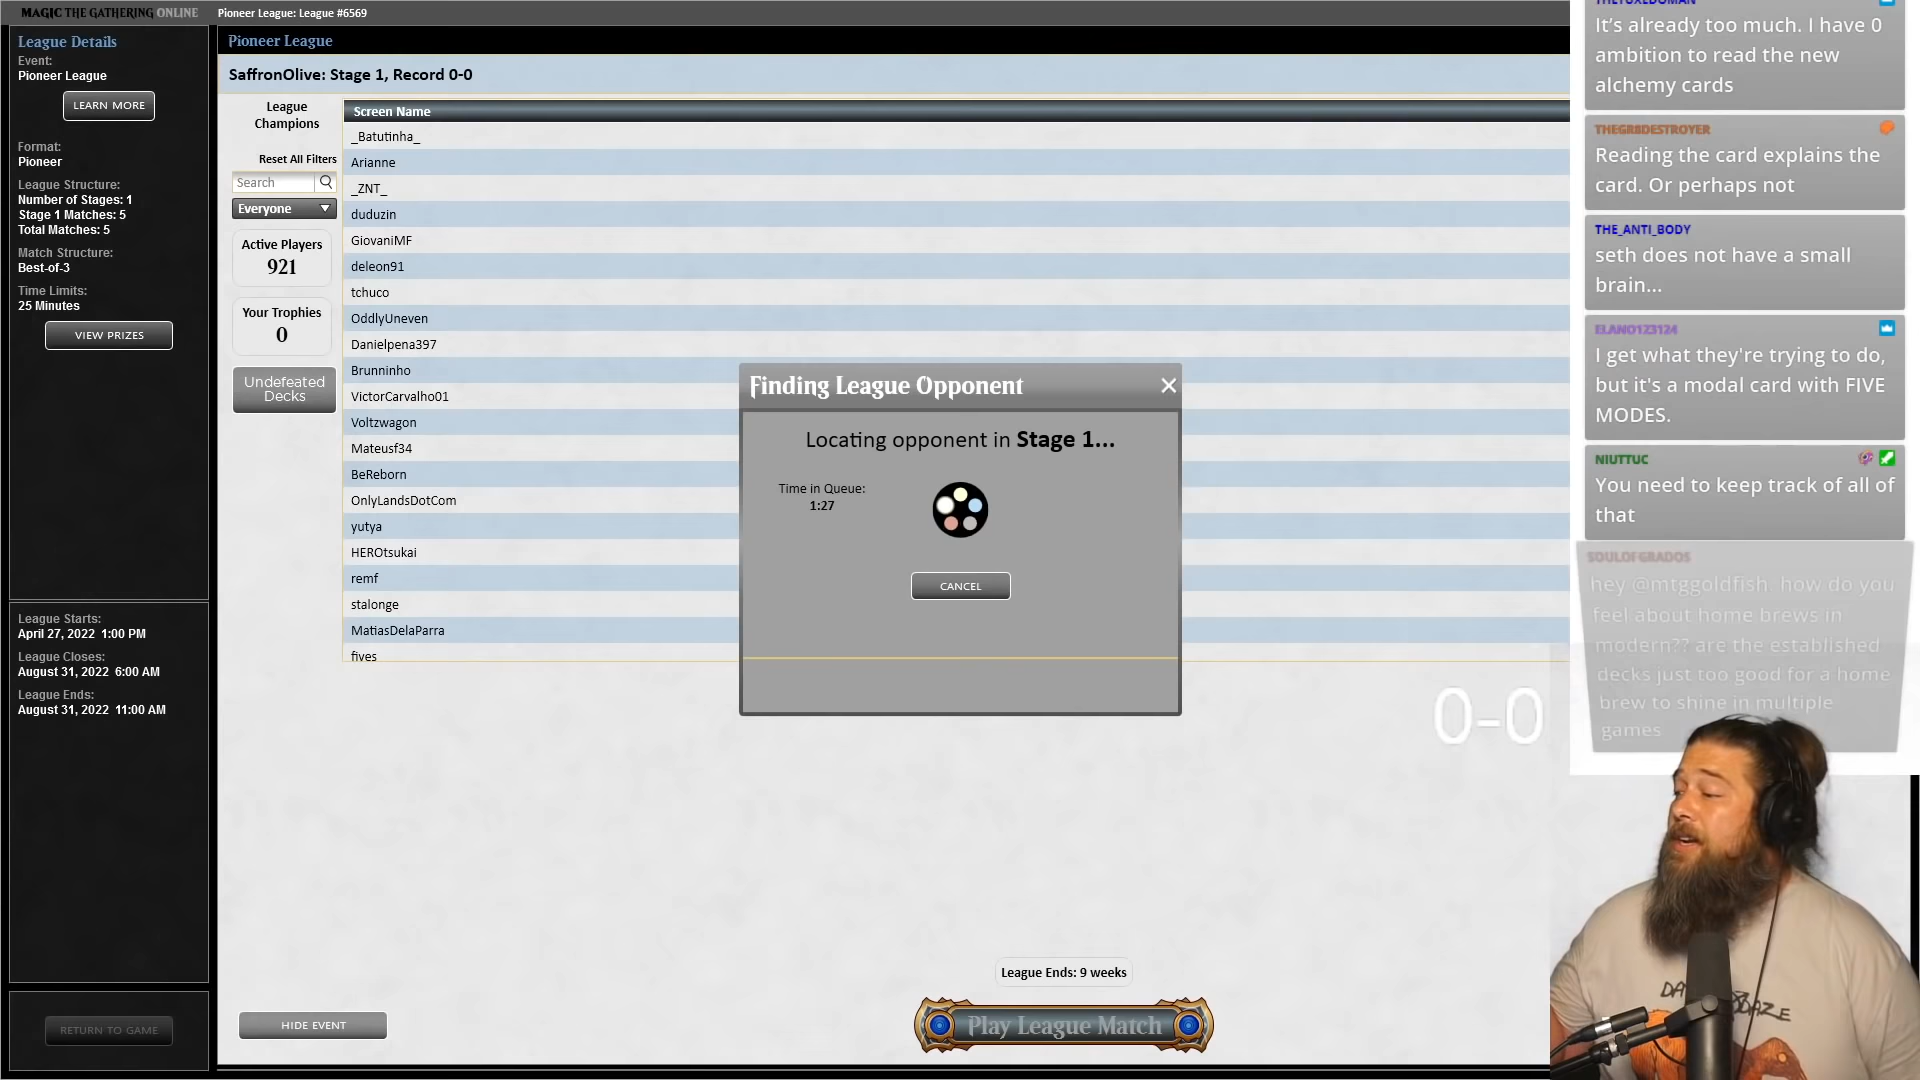 MAGIC THE GATHERING ONLINE
Pioneer League: League #6569
League Details
Event:
Pioneer League
LEARN MORE
Format:
Pioneer
League Structure:
Number of Stages: 1
Stage 1 Matches: 5
Total Matches: 5
Match Structure:
Best-of-3
Time Limits:
25 Minutes
VIEW PRIZES
League Starts:
April 27, 2022 1:00 PM
League Closes:
August 31, 2022 6:00 AM
League Ends:
August 31, 2022 11:00 AM
RETURN TO GAME
Pioneer League
SaffronOlive: Stage 1, Record 0-0
League
Champions
Reset All Filters
Search
Everyone
Active Players
921
Your Trophies
0
Undefeated
Decks
Screen Name
_Batutinha_
Arianne
_ZNT_
duduzin
GiovaniMF
deleon91
tchuco
OddlyUneven
Danielpena397
Brunninho
VictorCarvalho01
Voltzwagon
Mateusf34
BeReborn
OnlyLandsDotCom
yutya
HEROtsukai
remf
stalonge
MatiasDelaParra
fives
Finding League Opponent
Locating opponent in Stage 1...
Time in Queue:
1:27
CANCEL
0-0
League Ends: 9 weeks
Play League Match
HIDE EVENT
THETUXEDOMAN
It's already too much. I have 0
ambition to read the new
alchemy cards
THEGR8DESTROYER
Reading the card explains the
card. Or perhaps not
THE_ANTI_BODY
seth does not have a small
brain...
ELANO123124
I get what they're trying to do,
but it's a modal card with FIVE
MODES.
NIUTTUC
You need to keep track of all of
that
SOULOFGRADOS
hey @mtggoldfish. how do you
feel about home brews in
modern?? are the established
decks just too good for a home
brew to shine in multiple
games